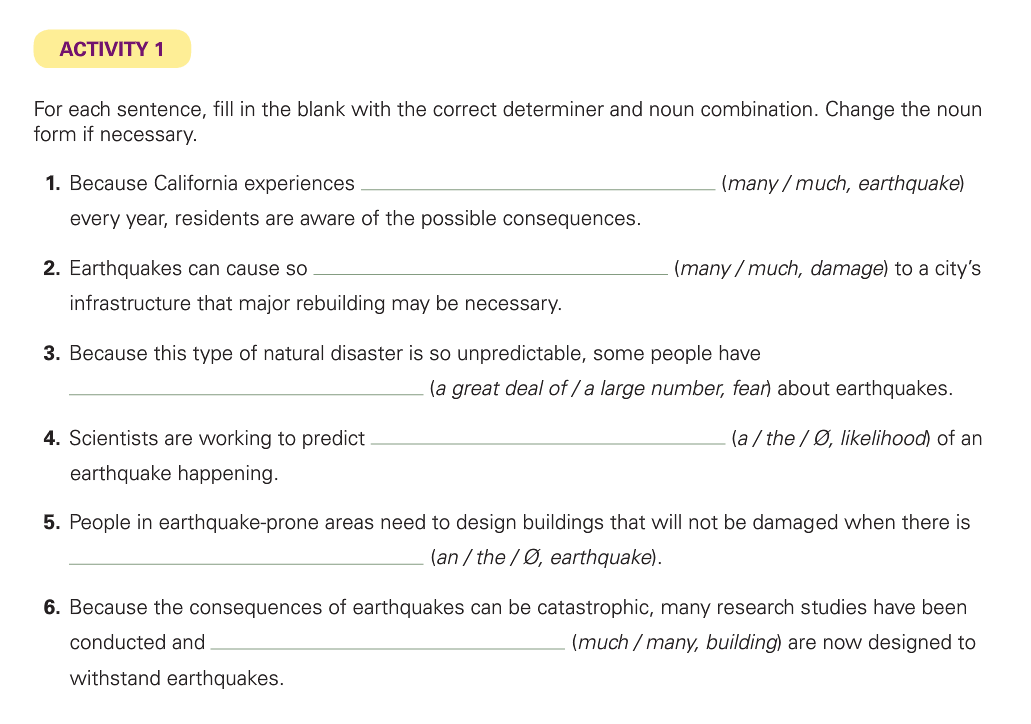 ACTIVITY 1
For each sentence, fill in the blank with the correct determiner and noun combination. Change the noun
form if necessary.
1. Because California experiences (many / much, earthquake)
every year, residents are aware of the possible consequences.
2. Earthquakes can cause so (many / much, damage) to a city's
infrastructure that major rebuilding may be necessary.
3. Because this type of natural disaster is so unpredictable, some people have
(a great deal of / a large number, fear) about earthquakes.
4. Scientists are working to predict (a / the / Ø, likelihood) of an
earthquake happening.
5. People in earthquake-prone areas need to design buildings that will not be damaged when there is
(an / the / Ø, earthquake).
6. Because the consequences of earthquakes can be catastrophic, many research studies have been
conducted and (much / many, building) are now designed to
withstand earthquakes.